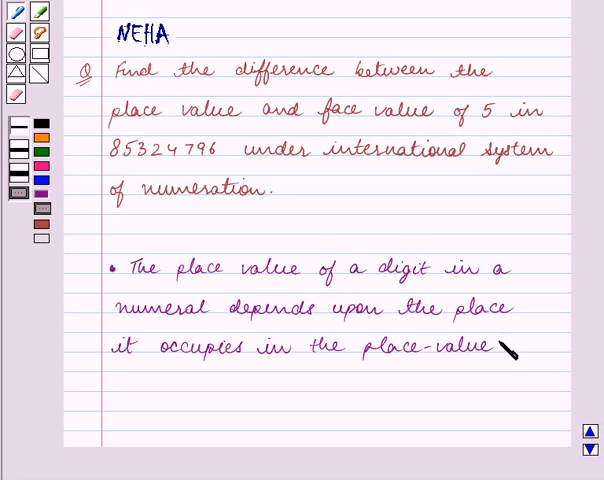 NEHA
Q Find the difference between the
place value and face value of 5 in
85324796 under international system
of numeration.
• The place value of a digit in a
numeral depends upon the place
it occupies in the place-value